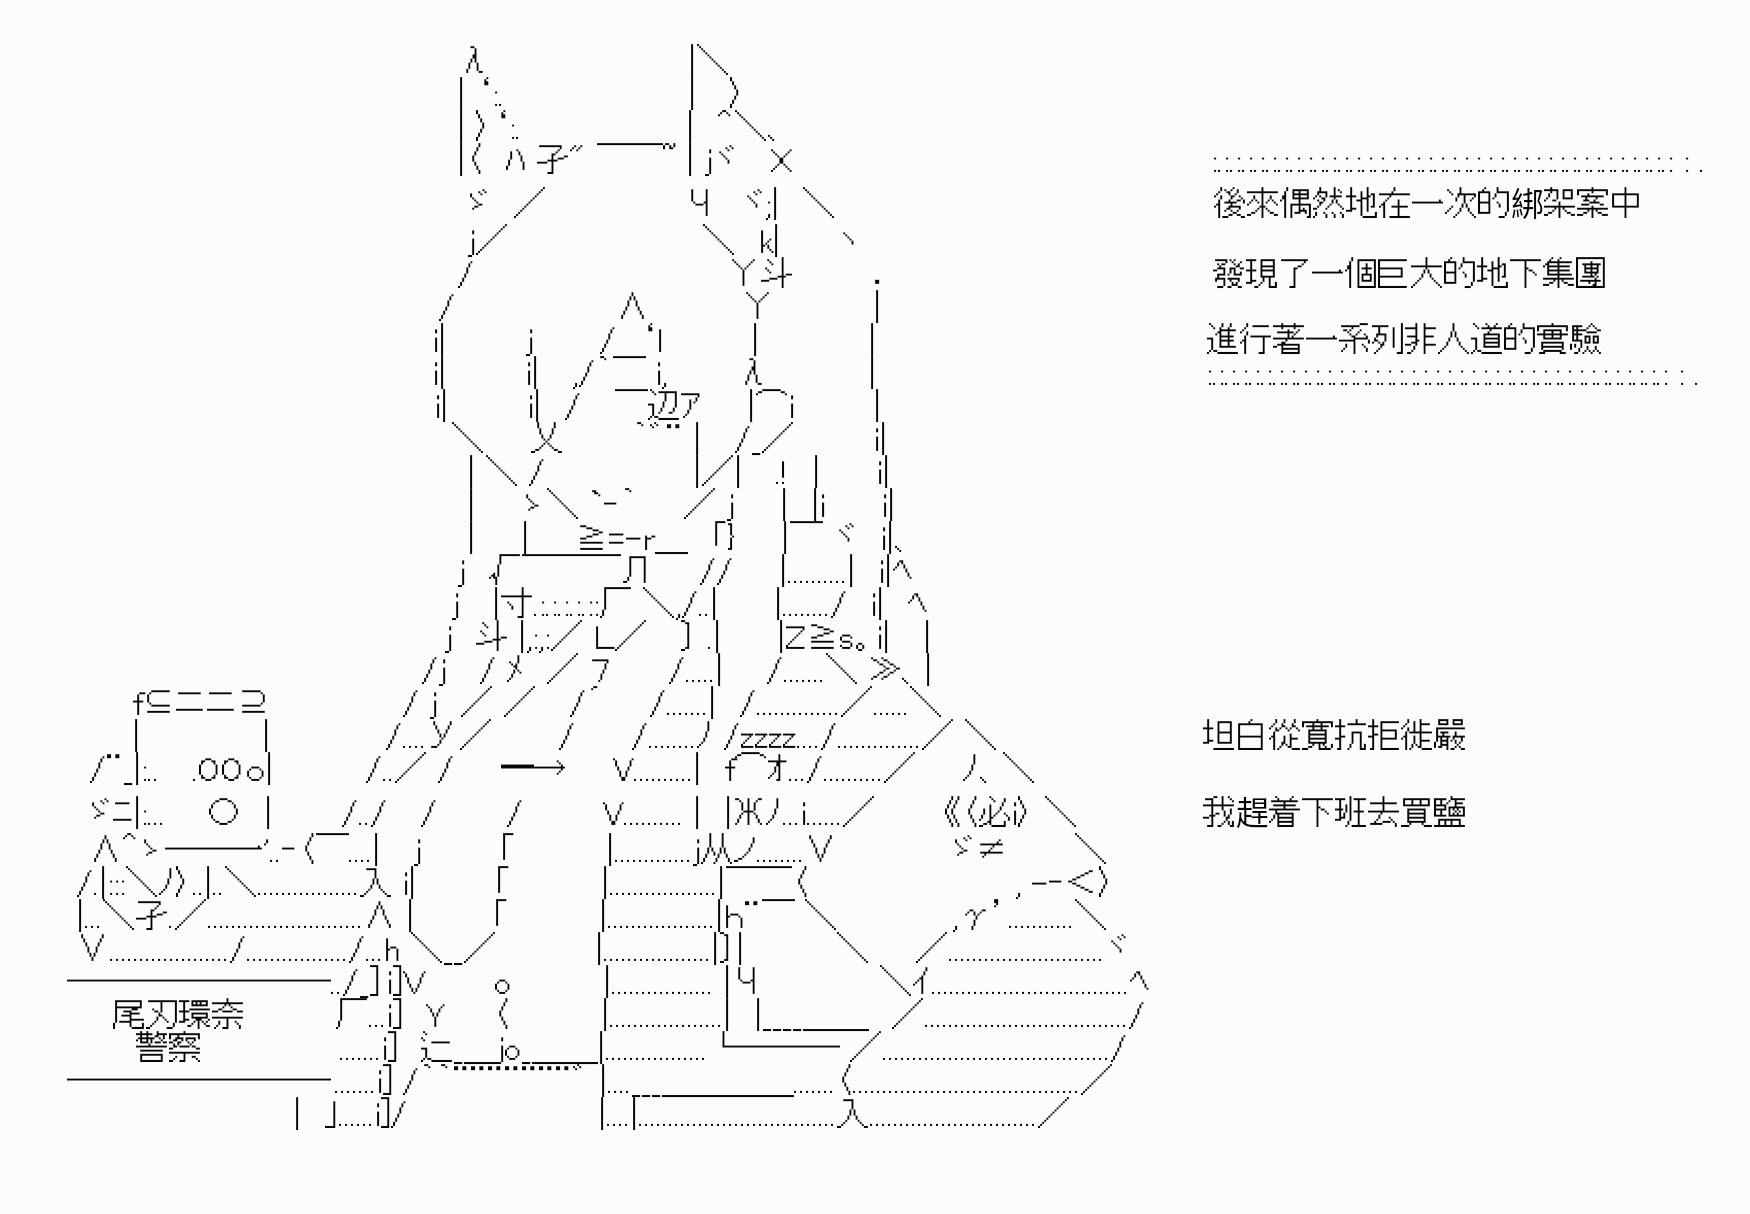 後來偶然地在一次的綁架案中
發現了一個巨大的地下集團
進行著一系列非人道的實驗
坦白從寬抗拒徙嚴
我趕着下班去買鹽
尾刃環奈
警察